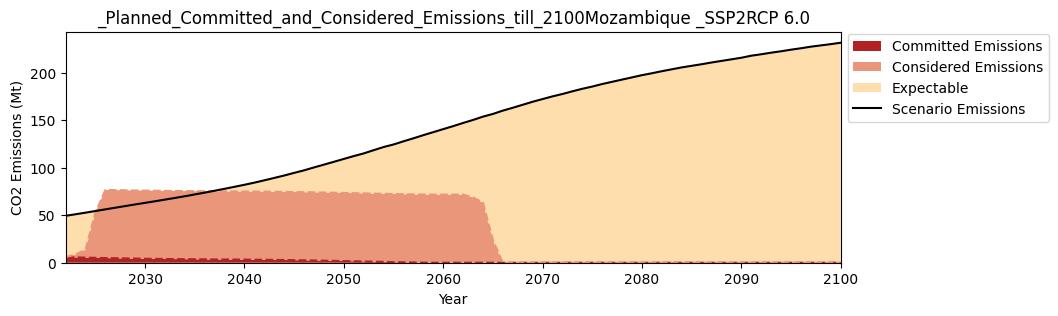 _Planned_Committed_and_Considered_Emissions_till_2100Mozambique _SSP2RCP 6.0
Committed Emissions
Considered Emissions
Expectable
Scenario Emissions
CO2 Emissions (Mt)
200
150
100
50
0
2030 2040 2050 2060 2070 2080 2090 2100
Year